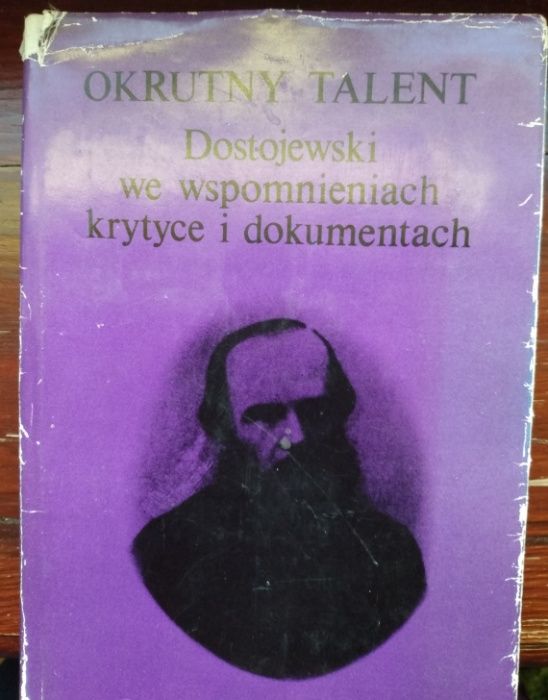 OKRUTNY TALENT
Dostojewski
we wspomnieniach
krytyce i dokumentach